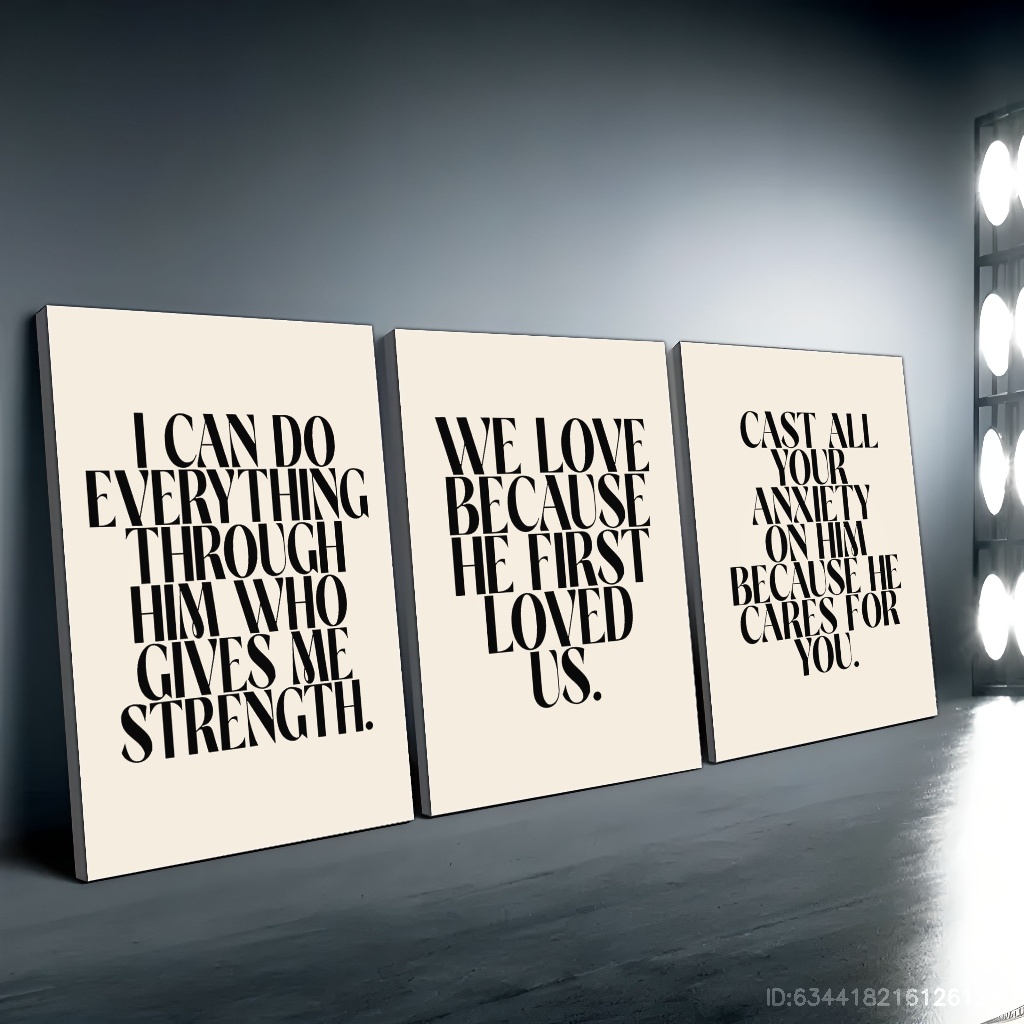 I CAN DO
EVERYTHING
THROUGH
HIM WHO
GIVES ME
STRENGTH.
WE LOVE
BECAUSE
HE FIRST
LOVED
US.
CAST ALL
YOUR
ANXIETY
ON HIM
BECAUSE HE
CARES FOR
YOU.